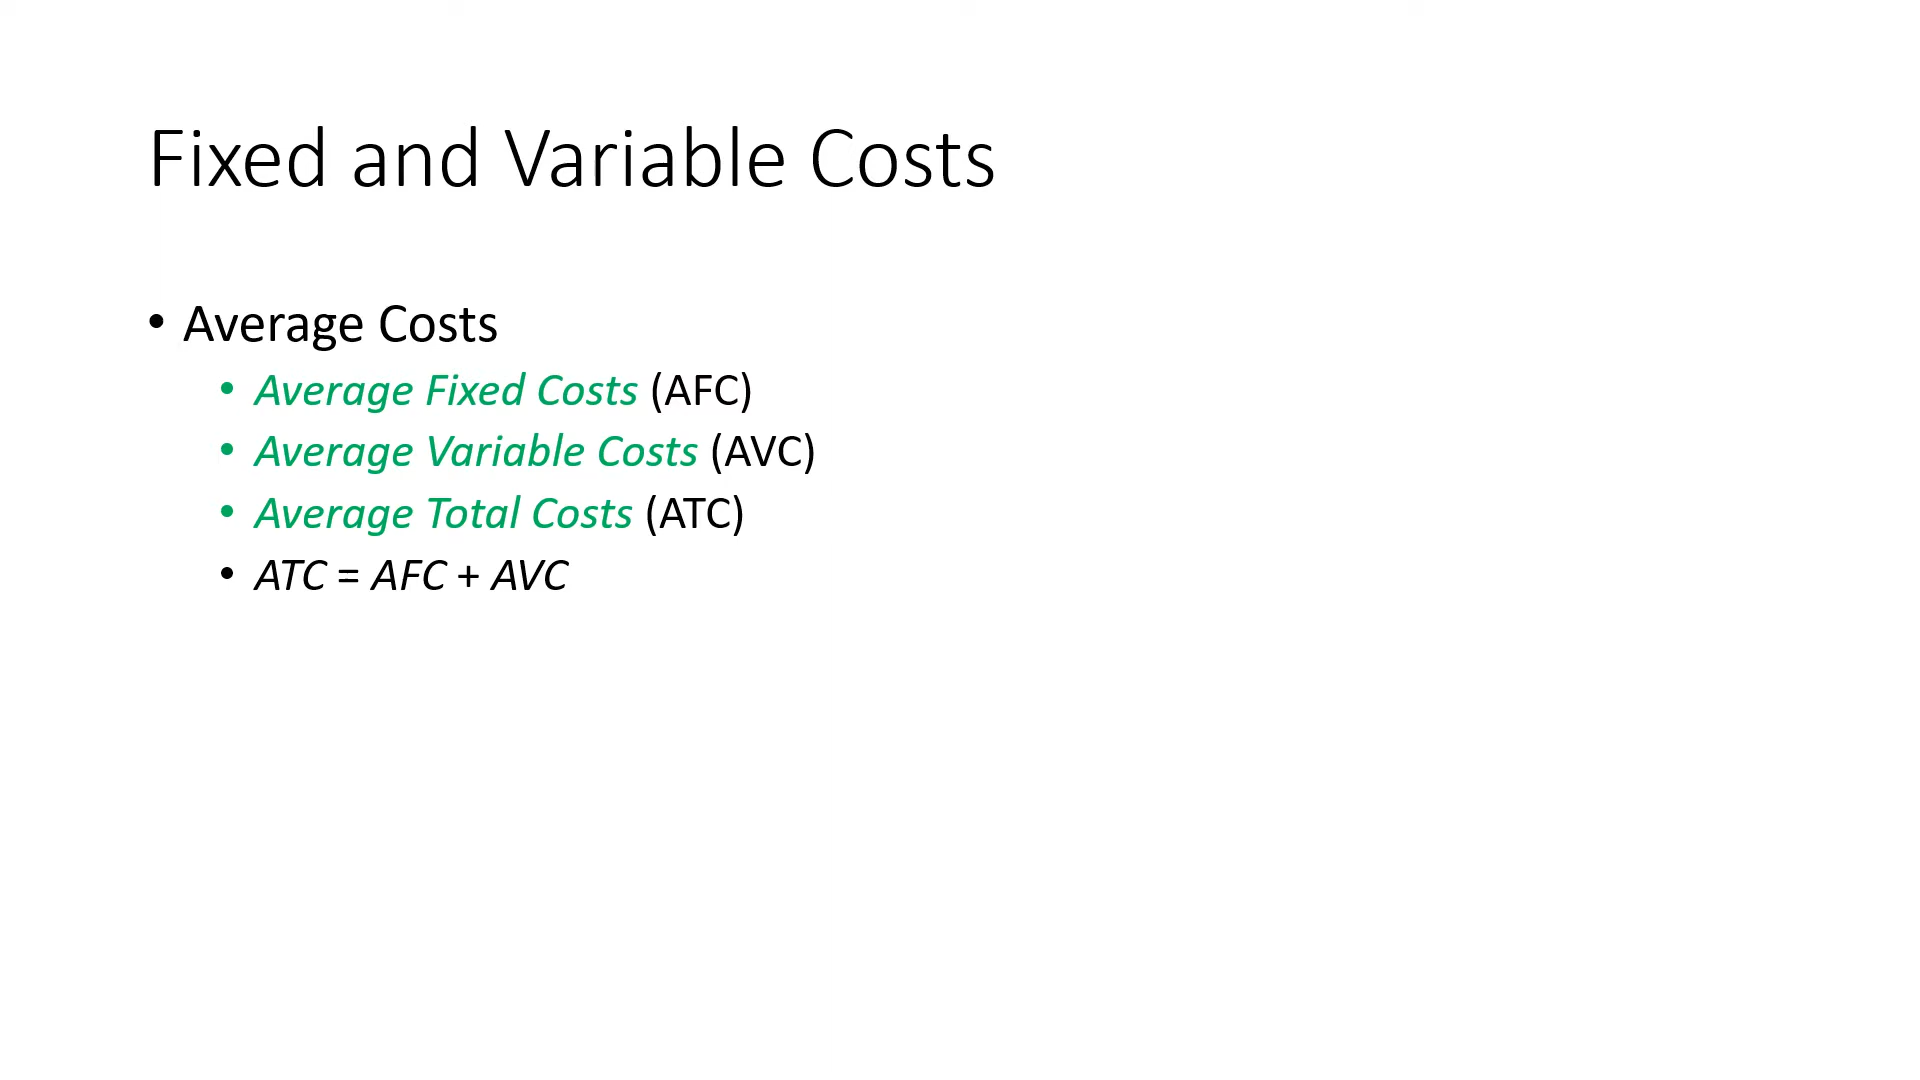 Fixed and Variable Costs
• Average Costs
• Average Fixed Costs (AFC)
• Average Variable Costs (AVC)
• Average Total Costs (ATC)
• ATC = AFC + AVC